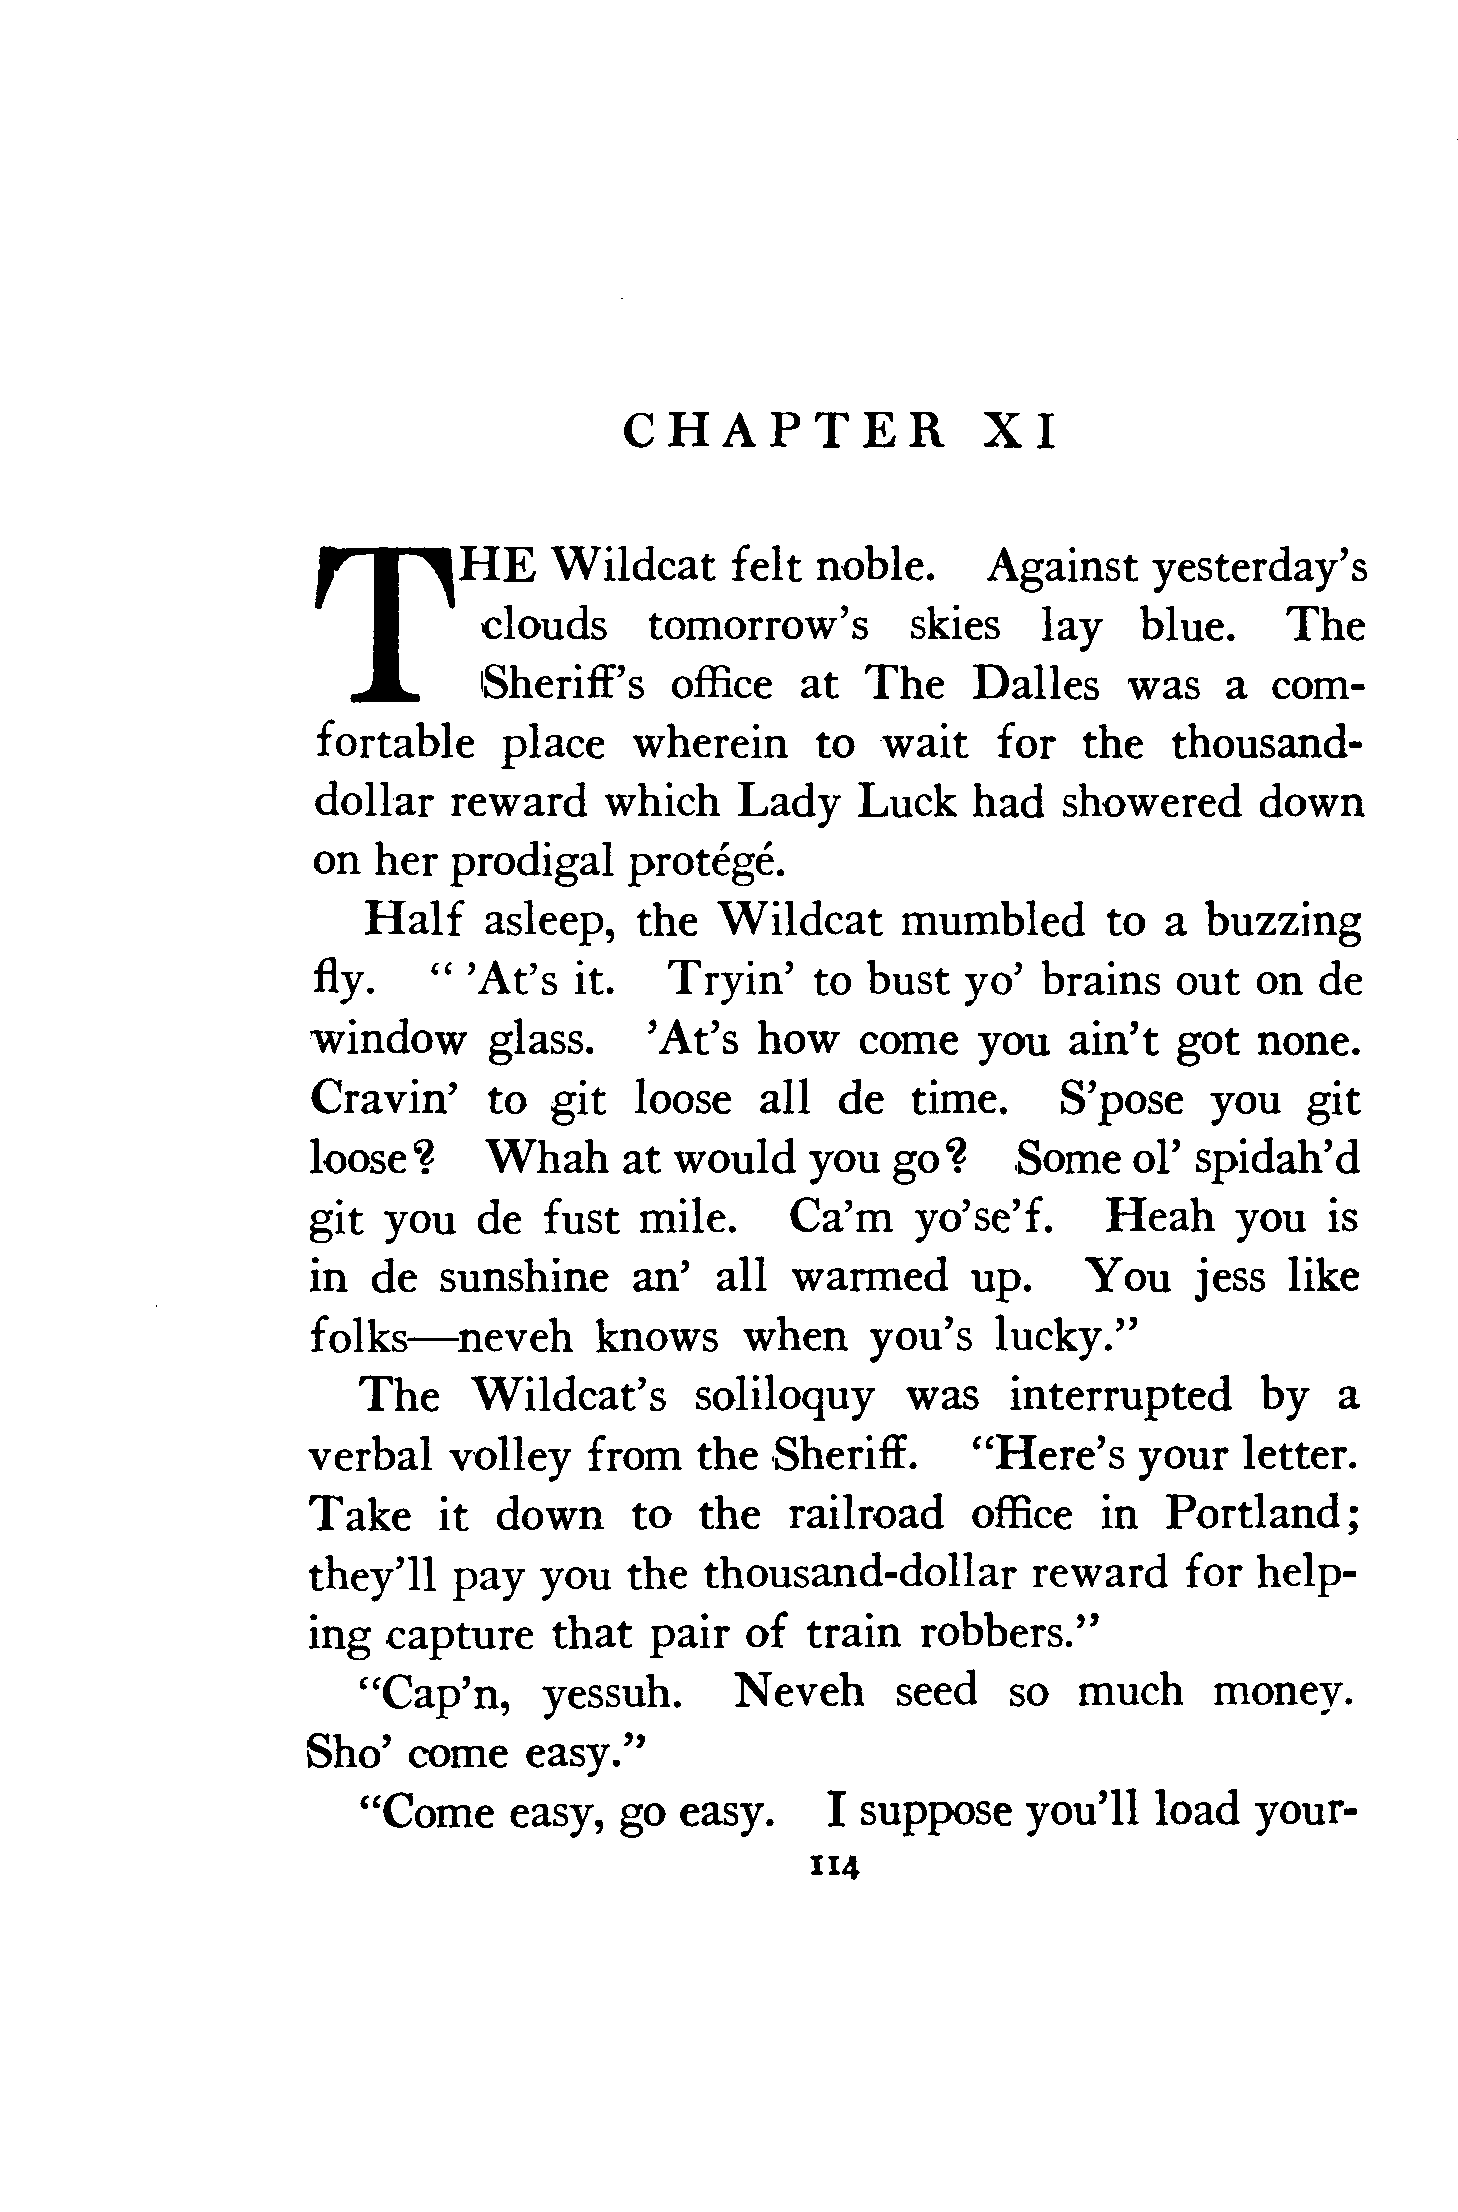 CHAPTER XI
THE Wildcat felt noble. Against yesterday's
clouds tomorrow's skies lay blue. The
Sheriff's office at The Dalles was a com-
fortable place wherein to wait for the thousand-
dollar reward which Lady Luck had showered down
on her prodigal protégé.
Half asleep, the Wildcat mumbled to a buzzing
fly. " 'At's it. Tryin' to bust yo' brains out on de
window glass. 'At's how come you ain't got none.
Cravin' to git loose all de time. S'pose you git
loose? Whah at would you go? Some ol' spidah'd
git you de fust mile. Ca'm yo'se'f. Heah you is
in de sunshine an' all warmed up. You jess like
folks—neveh knows when you's lucky."
The Wildcat's soliloquy was interrupted by a
verbal volley from the Sheriff. "Here's your letter.
Take it down to the railroad office in Portland;
they'll pay you the thousand-dollar reward for help-
ing capture that pair of train robbers."
"Cap'n, yessuh. Neveh seed so much money.
Sho' come easy."
"Come easy, go easy. I suppose you'll load your-
114